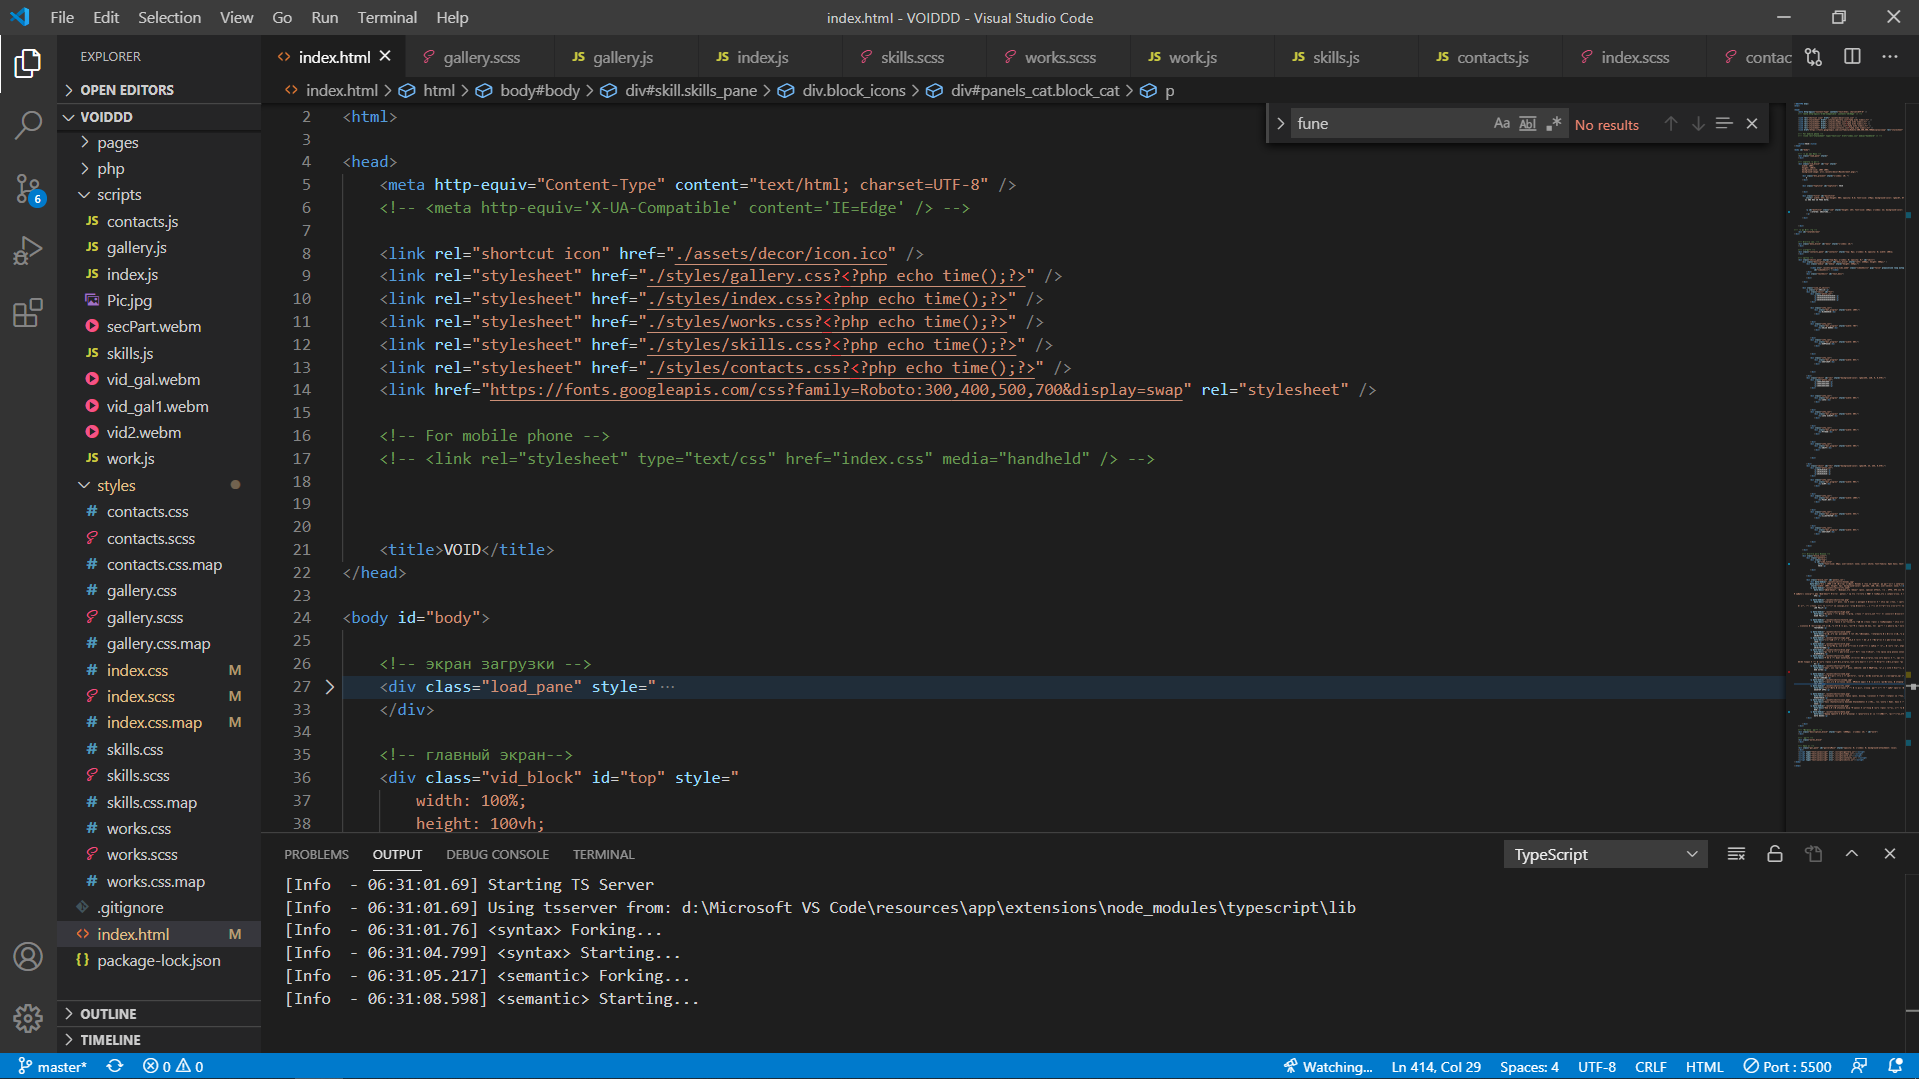 File Edit Selection View Go Run Terminal Help
index.html - VOIDDD - Visual Studio Code
EXPLORER
index.html gallery.scss gallery.js index.js skills.scss works.scss work.js skills.js contacts.js index.scss contac
OPEN EDITORS
index.html > html > body#body > div#skill.skills_pane > div.block_icons > div#panels_cat.block_cat > p
fune Aa Abl .* No results
VOIDDD
pages
php
scripts
JS contacts.js
JS gallery.js
JS index.js
Pic.jpg
secPart.webm
JS skills.js
vid_gal.webm
vid_gal1.webm
vid2.webm
JS work.js
styles
# contacts.css
contacts.scss
# contacts.css.map
# gallery.css
gallery.scss
# gallery.css.map
# index.css M
index.scss M
# index.css.map M
# skills.css
skills.scss
# skills.css.map
# works.css
works.scss
# works.css.map
.gitignore
<> index.html M
{} package-lock.json
OUTLINE
TIMELINE
6
2 <html>
3
4 <head>
5 <meta http-equiv="Content-Type" content="text/html; charset=UTF-8" />
6 <!-- <meta http-equiv='X-UA-Compatible' content='IE=Edge' /> -->
7
8 <link rel="shortcut icon" href="./assets/decor/icon.ico" />
9 <link rel="stylesheet" href="./styles/gallery.css?<?php echo time();?>" />
10 <link rel="stylesheet" href="./styles/index.css?<?php echo time();?>" />
11 <link rel="stylesheet" href="./styles/works.css?<?php echo time();?>" />
12 <link rel="stylesheet" href="./styles/skills.css?<?php echo time();?>" />
13 <link rel="stylesheet" href="./styles/contacts.css?<?php echo time();?>" />
14 <link href="https://fonts.googleapis.com/css?family=Roboto:300,400,500,700&display=swap" rel="stylesheet" />
15
16 <!-- For mobile phone -->
17 <!-- <link rel="stylesheet" type="text/css" href="index.css" media="handheld" /> -->
18
19
20
21 <title>VOID</title>
22 </head>
23
24 <body id="body">
25
26 <!-- экран загрузки -->
27 <div class="load_pane" style=" ...
33 </div>
34
35 <!-- главный экран-->
36 <div class="vid_block" id="top" style="
37 width: 100%;
38 height: 100vh;
PROBLEMS OUTPUT DEBUG CONSOLE TERMINAL
TypeScript
[Info - 06:31:01.69] Starting TS Server
[Info - 06:31:01.69] Using tsserver from: d:\Microsoft VS Code\resources\app\extensions\node_modules\typescript\lib
[Info - 06:31:01.76] <syntax> Forking...
[Info - 06:31:04.799] <syntax> Starting...
[Info - 06:31:05.217] <semantic> Forking...
[Info - 06:31:08.598] <semantic> Starting...
master* 0 0
Watching... Ln 414, Col 29 Spaces: 4 UTF-8 CRLF HTML Port : 5500